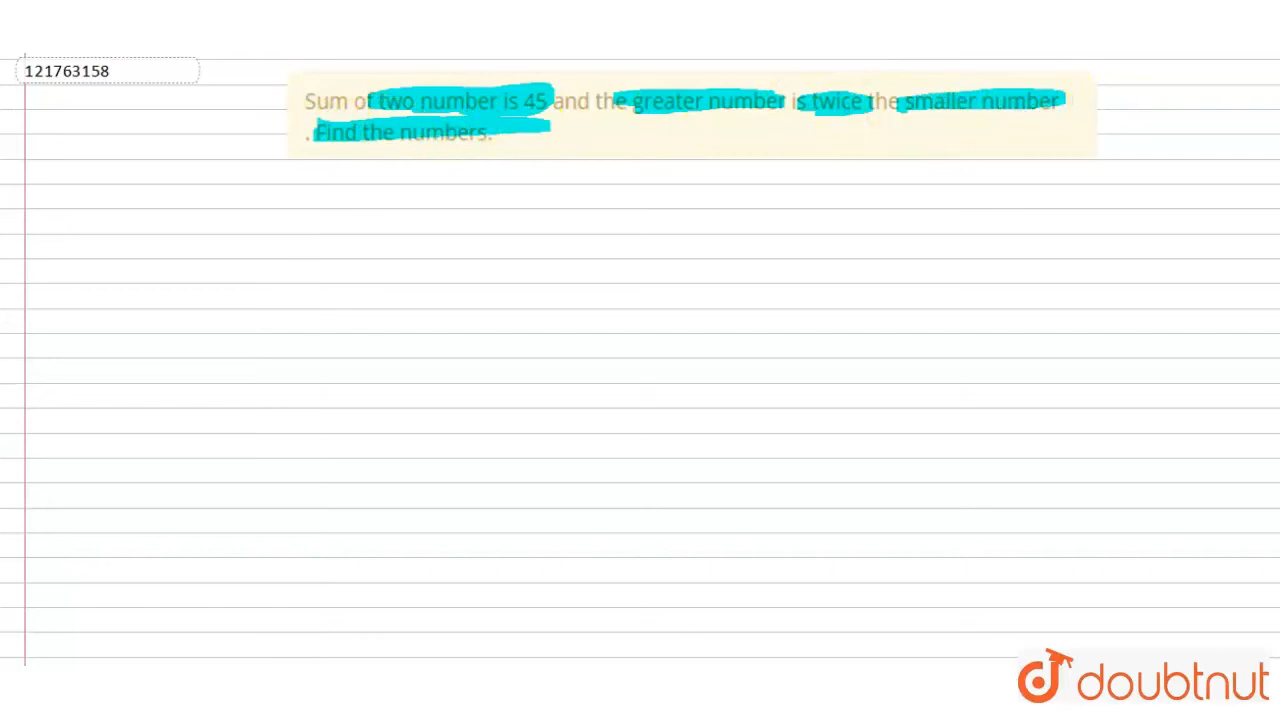 121763158
Sum of two number is 45 and the greater number is twice the smaller number
. Find the numbers.
doubtnut